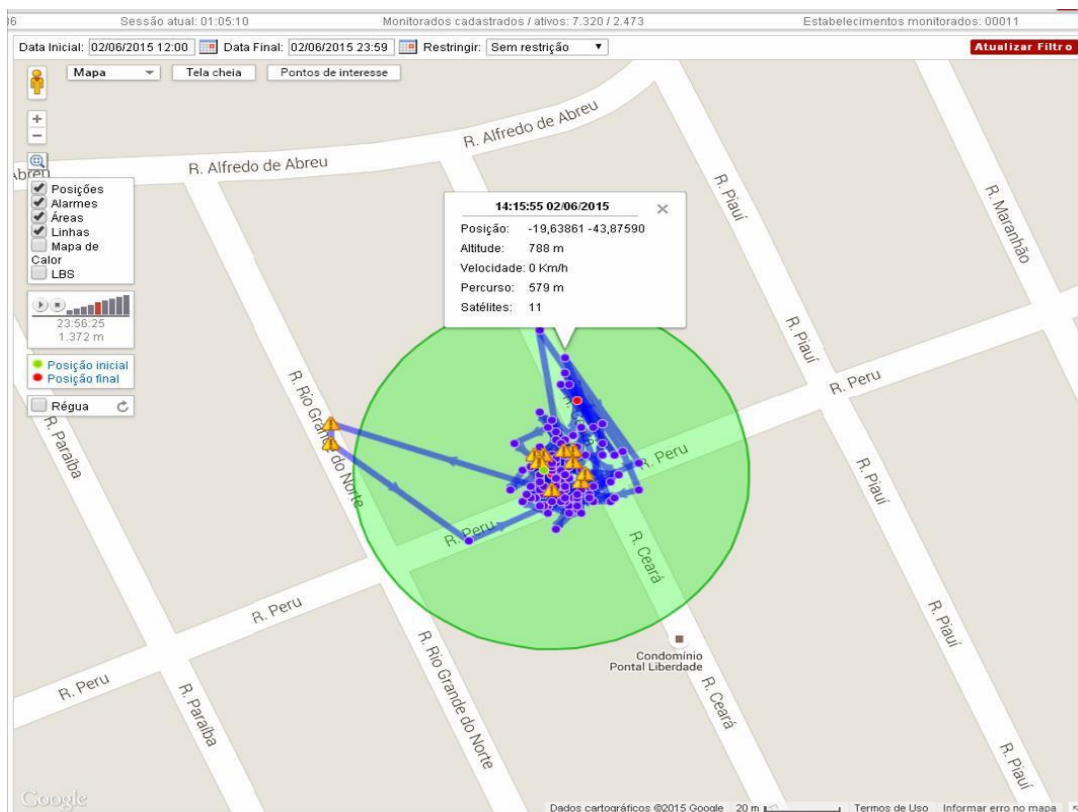 Sessão atual: 01:05:10 Monitorados cadastrados / ativos: 7.320 / 2.473 Estabelecimentos monitorados: 00011
Data Inicial: 02/06/2015 12:00 Data Final: 02/06/2015 23:59 Restringir: Sem restrição Atualizar Filtro
Mapa Tela cheia Pontos de interesse
R. Alfredo de Abreu
R. Alfredo de Abreu
Abreu
Posições
Alarmes
Áreas
Linhas
Mapa de
Calor
LBS
23:56:25
1.372 m
Posição inicial
Posição final
Régua
14:15:55 02/06/2015
Posição: -19,63861 -43,87590
Altitude: 788 m
Velocidade: 0 Km/h
Percurso: 579 m
Satélites: 11
R. Piauí
R. Maranhão
R. Piauí
R. Peru
R. Rio Grande do Norte
R. Peru
R. Paraíba
R. Peru
R. Ceará
R. Piauí
R. Peru
Condomínio
Pontal Liberdade
R. Peru
R. Paraíba
R. Rio Grande do Norte
R. Ceará
R. Piauí
Google
Dados cartográficos ©2015 Google 20 m Termos de Uso Informar erro no mapa